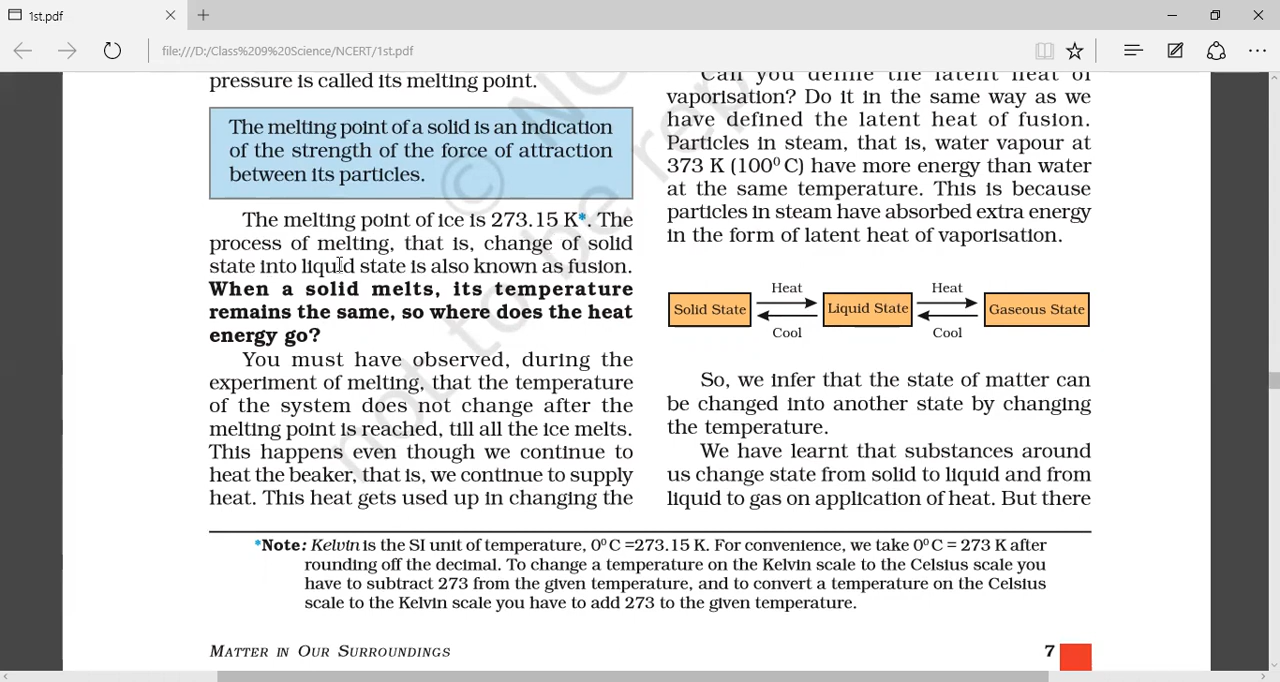 1st.pdf
file:///D:/Class%209%20Science/NCERT/1st.pdf
pressure is called its melting point.
The melting point of a solid is an indication
of the strength of the force of attraction
between its particles.
The melting point of ice is 273.15 K*. The
process of melting, that is, change of solid
state into liquid state is also known as fusion.
When a solid melts, its temperature
remains the same, so where does the heat
energy go?
You must have observed, during the
experiment of melting, that the temperature
of the system does not change after the
melting point is reached, till all the ice melts.
This happens even though we continue to
heat the beaker, that is, we continue to supply
heat. This heat gets used up in changing the
Can you define the latent heat of
vaporisation? Do it in the same way as we
have defined the latent heat of fusion.
Particles in steam, that is, water vapour at
373 K (100⁰ C) have more energy than water
at the same temperature. This is because
particles in steam have absorbed extra energy
in the form of latent heat of vaporisation.
Heat Heat
Solid State Liquid State Gaseous State
Cool Cool
So, we infer that the state of matter can
be changed into another state by changing
the temperature.
We have learnt that substances around
us change state from solid to liquid and from
liquid to gas on application of heat. But there
*Note: Kelvin is the SI unit of temperature, 0⁰ C =273.15 K. For convenience, we take 0⁰ C = 273 K after
rounding off the decimal. To change a temperature on the Kelvin scale to the Celsius scale you
have to subtract 273 from the given temperature, and to convert a temperature on the Celsius
scale to the Kelvin scale you have to add 273 to the given temperature.
MATTER IN OUR SURROUNDINGS 7
© NC
not to be rep